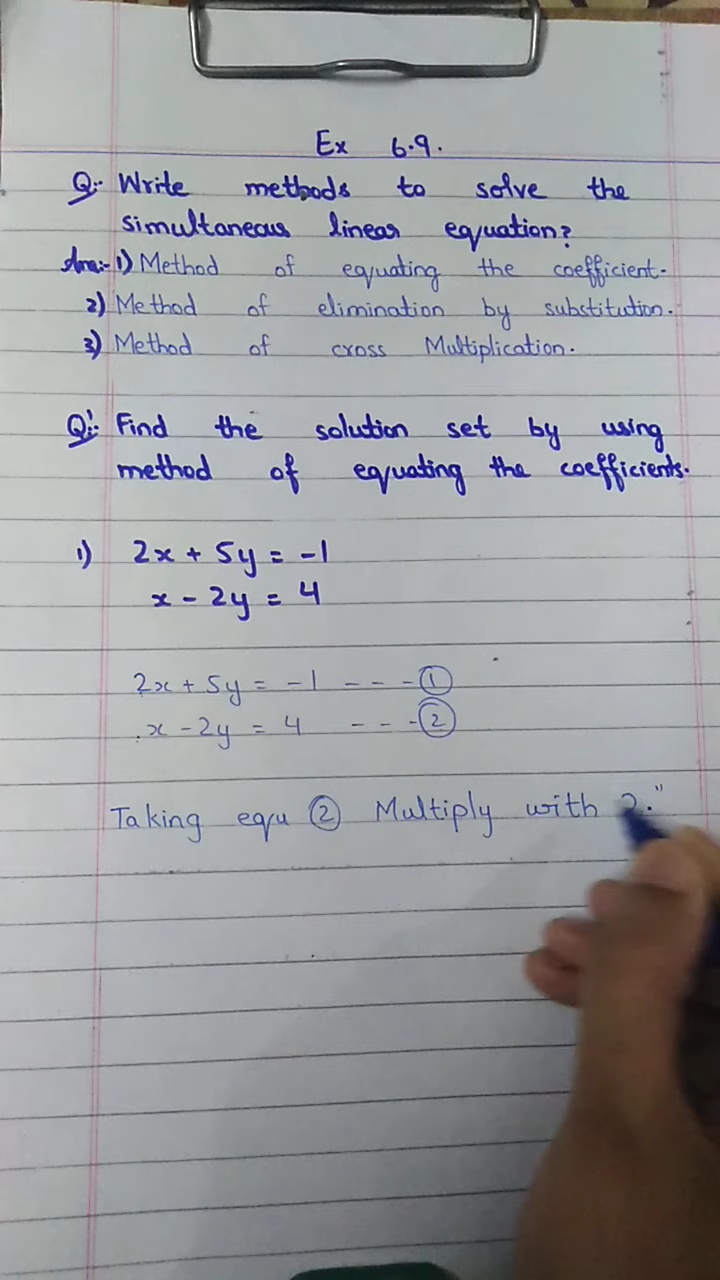 Ex 6.9.
Q:- Write methods to solve the
simultaneous linear equation?
Ans:- 1) Method of equating the coefficient.
2) Method of elimination by substitution.
3) Method of cross Multiplication.
Q:- Find the solution set by using
method of equating the coefficients.
1) 2x + 5y = -1
x - 2y = 4
2x + 5y = -1 - - - ①
x - 2y = 4 - - - ②
Taking equ ② Multiply with